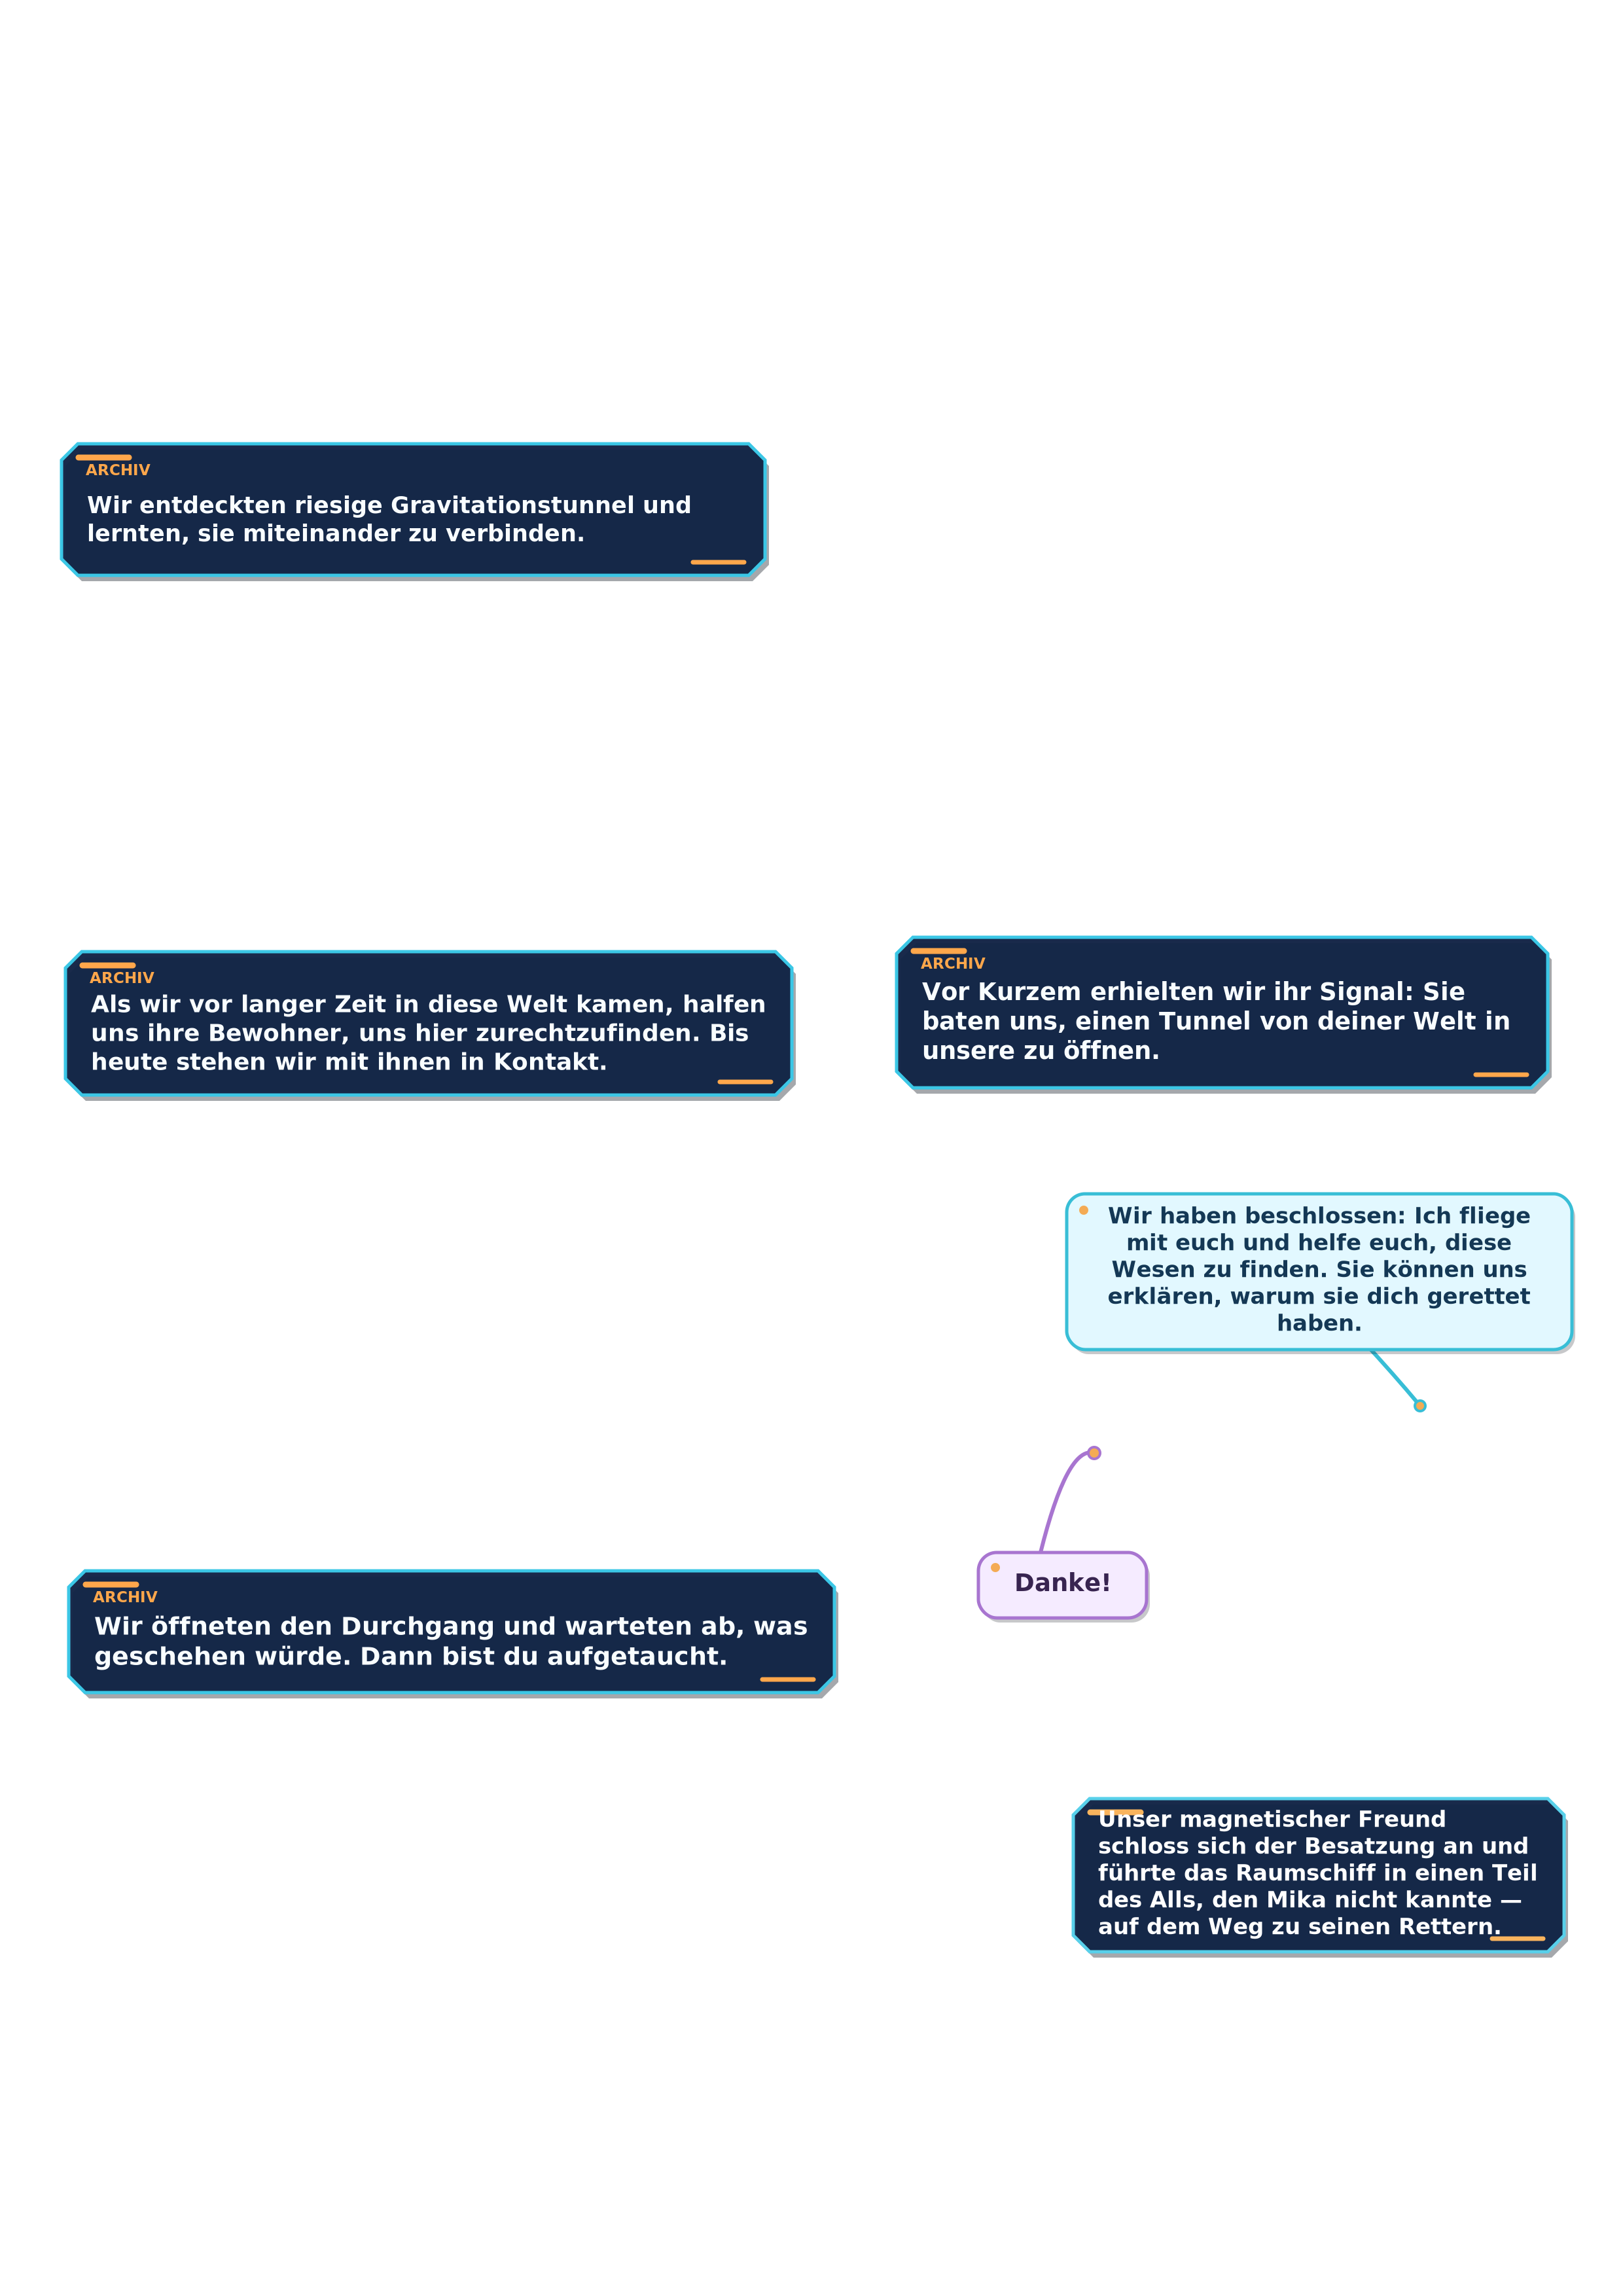 ARCHIV
Wir entdeckten riesige Gravitationstunnel und
lernten, sie miteinander zu verbinden.
ARCHIV
Als wir vor langer Zeit in diese Welt kamen, halfen
uns ihre Bewohner, uns hier zurechtzufinden. Bis
heute stehen wir mit ihnen in Kontakt.
ARCHIV
Vor Kurzem erhielten wir ihr Signal: Sie
baten uns, einen Tunnel von deiner Welt in
unsere zu öffnen.
ARCHIV
Wir öffneten den Durchgang und warteten ab, was
geschehen würde. Dann bist du aufgetaucht.
Wir haben beschlossen: Ich fliege
mit euch und helfe euch, diese
Wesen zu finden. Sie können uns
erklären, warum sie dich gerettet
haben.
Danke!
Unser magnetischer Freund
schloss sich der Besatzung an und
führte das Raumschiff in einen Teil
des Alls, den Mika nicht kannte —
auf dem Weg zu seinen Rettern.